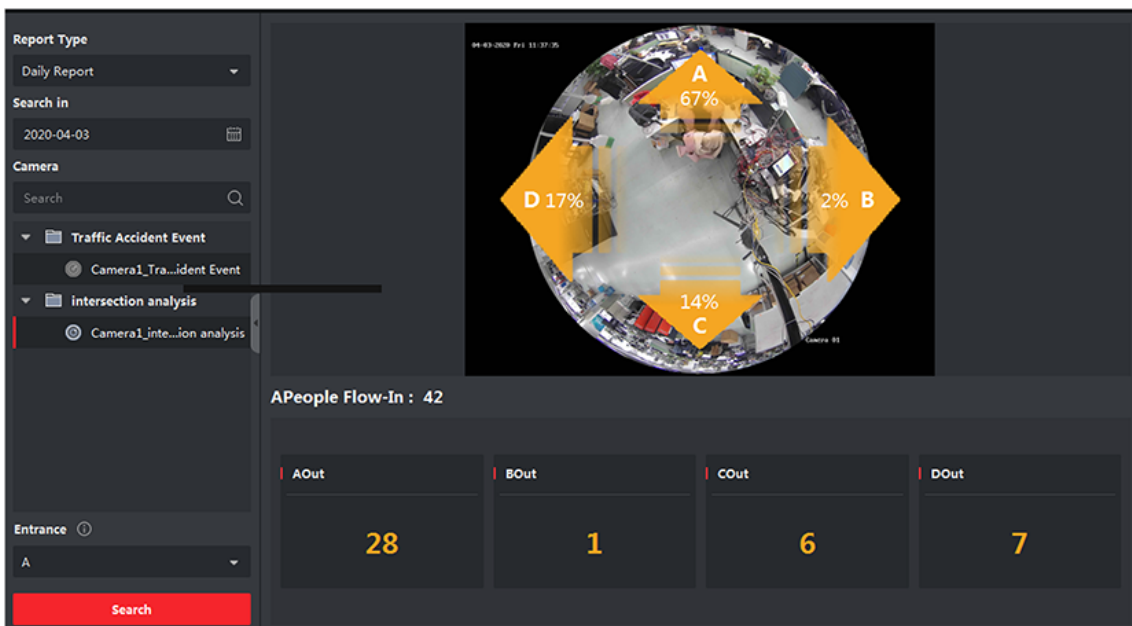 Report Type
Daily Report
Search in
2020-04-03
Camera
Search
Traffic Accident Event
Camera1_Tra...ident Event
intersection analysis
Camera1_inte...ion analysis
Entrance
A
Search
04-03-2020 Fri 11:37:35
A
67%
D 17%
2% B
14%
C
Camera 01
APeople Flow-In : 42
AOut
28
BOut
1
COut
6
DOut
7